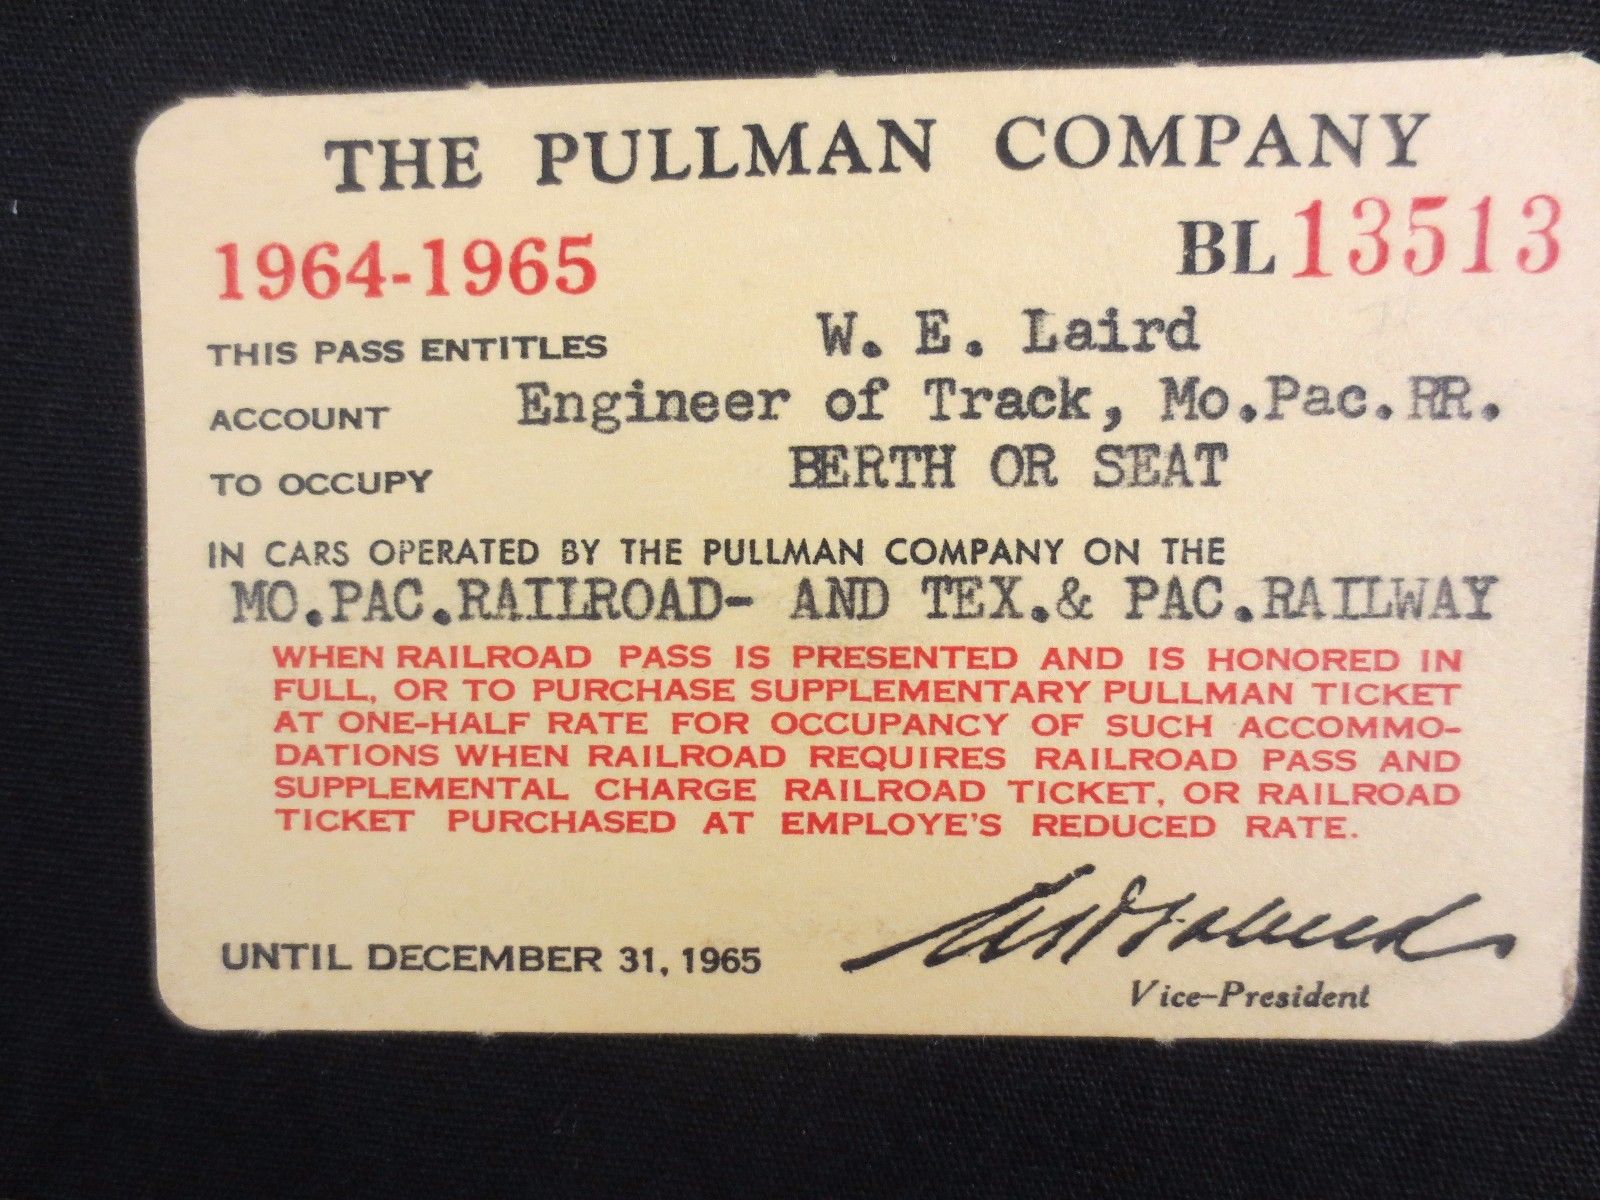 THE PULLMAN COMPANY
1964-1965 BL 13513
THIS PASS ENTITLES W. E. Laird
ACCOUNT Engineer of Track, Mo.Pac.RR.
TO OCCUPY BERTH OR SEAT
IN CARS OPERATED BY THE PULLMAN COMPANY ON THE
MO.PAC.RAILROAD- AND TEX.& PAC.RAILWAY
WHEN RAILROAD PASS IS PRESENTED AND IS HONORED IN
FULL, OR TO PURCHASE SUPPLEMENTARY PULLMAN TICKET
AT ONE-HALF RATE FOR OCCUPANCY OF SUCH ACCOMMO-
DATIONS WHEN RAILROAD REQUIRES RAILROAD PASS AND
SUPPLEMENTAL CHARGE RAILROAD TICKET, OR RAILROAD
TICKET PURCHASED AT EMPLOYE'S REDUCED RATE.
UNTIL DECEMBER 31, 1965
Vice-President